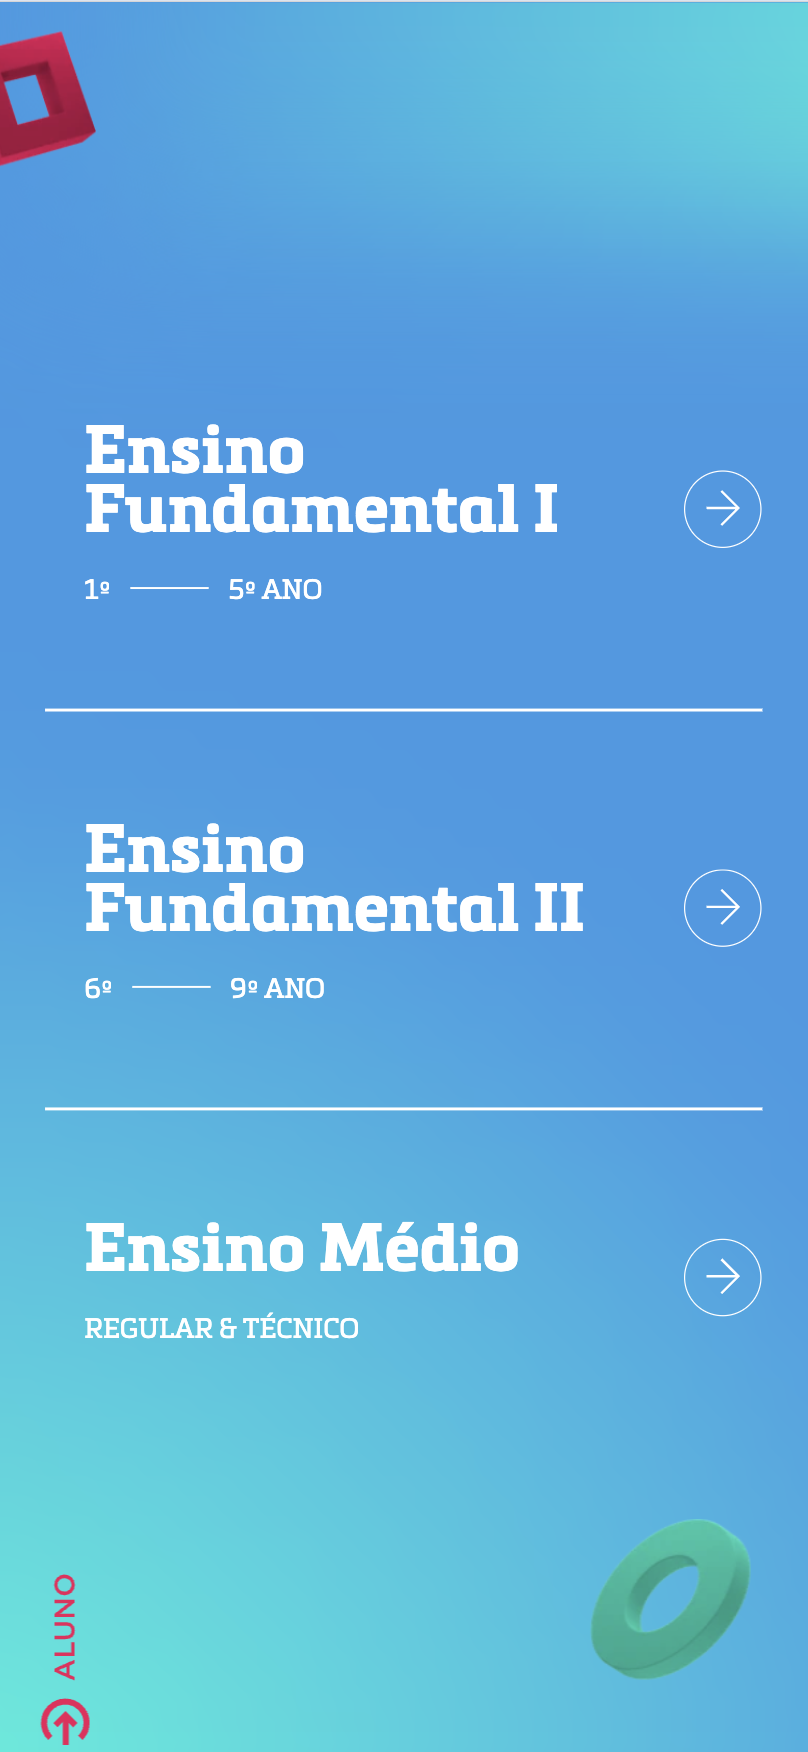 Ensino
Fundamental I
1º 5º ANO
Ensino
Fundamental II
6º 9º ANO
Ensino Médio
REGULAR & TÉCNICO
ALUNO